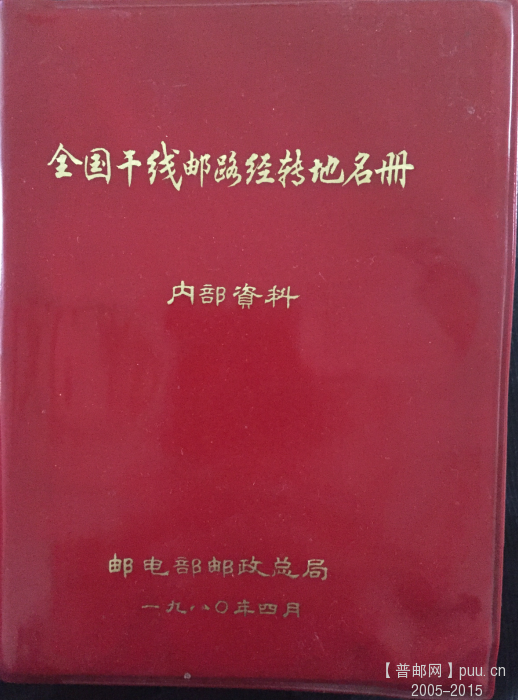 全国干线邮路经转地名册
内部資料
邮电部邮政总局
一九八〇年四月
【普邮网】puu.cn
2005-2015